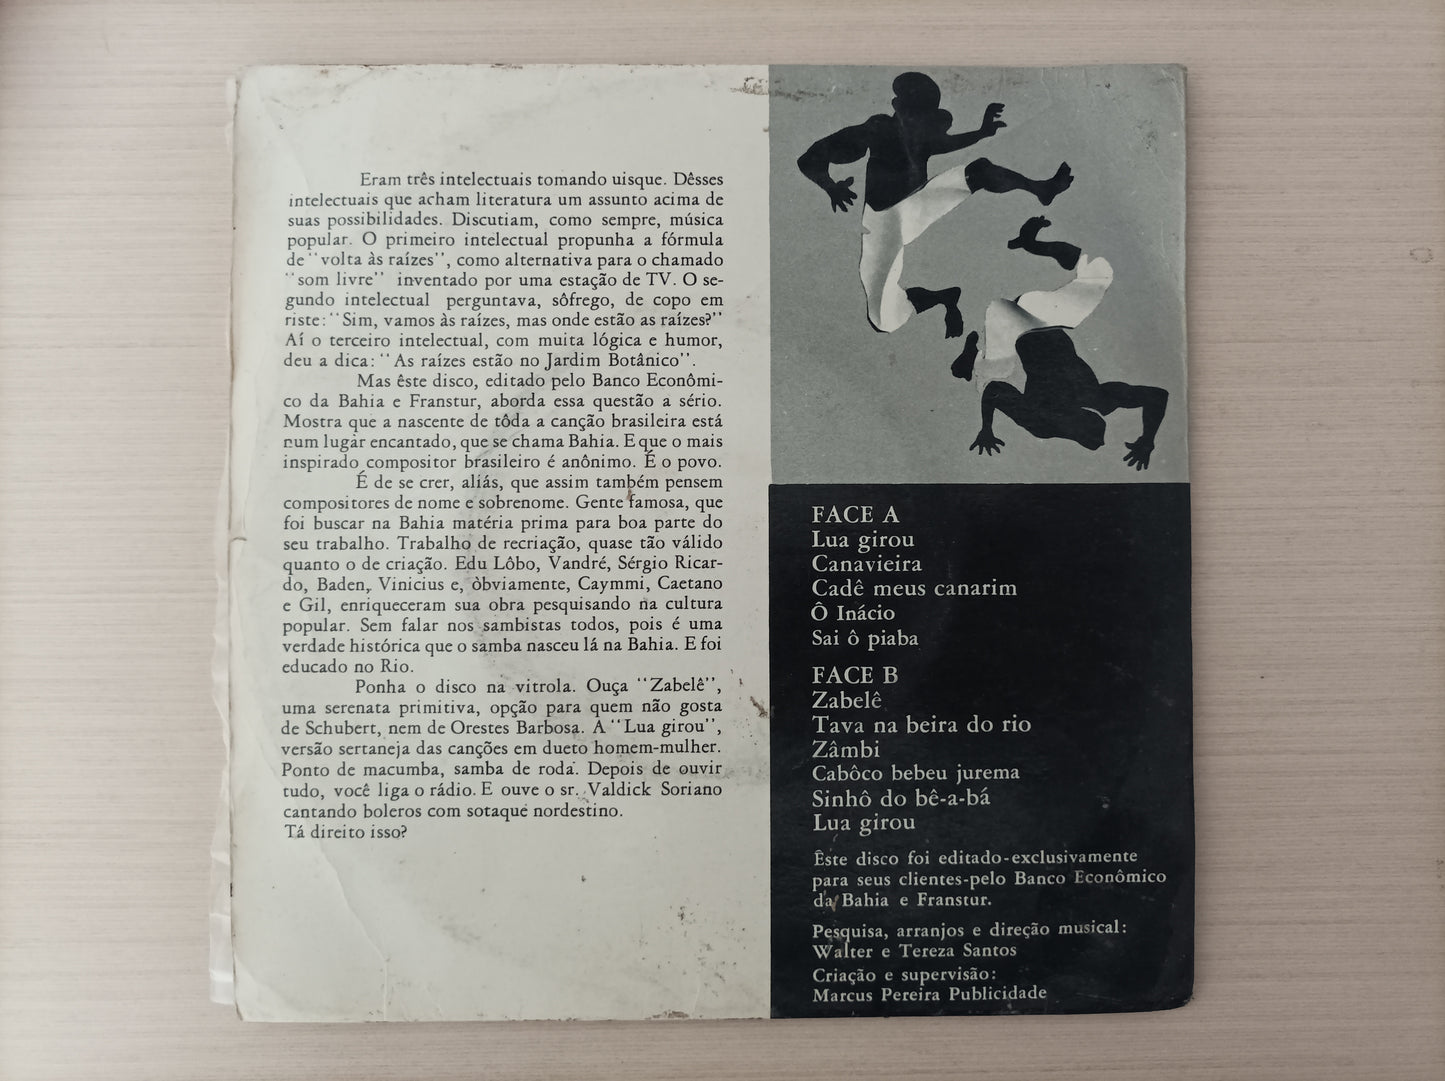 Eram três intelectuais tomando uisque. Dêsses
intelectuais que acham literatura um assunto acima de
suas possibilidades. Discutiam, como sempre, música
popular. O primeiro intelectual propunha a fórmula
de "volta às raízes", como alternativa para o chamado
"som livre" inventado por uma estação de TV. O se-
gundo intelectual perguntava, sôfrego, de copo em
riste: "Sim, vamos às raízes, mas onde estão as raízes?"
Aí o terceiro intelectual, com muita lógica e humor,
deu a dica: "As raízes estão no Jardim Botânico".
Mas êste disco, editado pelo Banco Econômi-
co da Bahia e Franstur, aborda essa questão a sério.
Mostra que a nascente de tôda a canção brasileira está
num lugar encantado, que se chama Bahia. E que o mais
inspirado compositor brasileiro é anônimo. É o povo.
É de se crer, aliás, que assim também pensem
compositores de nome e sobrenome. Gente famosa, que
foi buscar na Bahia matéria prima para boa parte do
seu trabalho. Trabalho de recriação, quase tão válido
quanto o de criação. Edu Lôbo, Vandré, Sérgio Ricar-
do, Baden, Vinicius e, òbviamente, Caymmi, Caetano
e Gil, enriqueceram sua obra pesquisando na cultura
popular. Sem falar nos sambistas todos, pois é uma
verdade histórica que o samba nasceu lá na Bahia. E foi
educado no Rio.
Ponha o disco na vitrola. Ouça "Zabelê",
uma serenata primitiva, opção para quem não gosta
de Schubert, nem de Orestes Barbosa. A "Lua girou",
versão sertaneja das canções em dueto homem-mulher.
Ponto de macumba, samba de roda. Depois de ouvir
tudo, você liga o rádio. E ouve o sr. Valdick Soriano
cantando boleros com sotaque nordestino.
Tá direito isso?
FACE A
Lua girou
Canavieira
Cadê meus canarim
Ô Inácio
Sai ô piaba
FACE B
Zabelê
Tava na beira do rio
Zâmbi
Cabôco bebeu jurema
Sinhô do bê-a-bá
Lua girou
Êste disco foi editado-exclusivamente
para seus clientes-pelo Banco Econômico
da Bahia e Franstur.
Pesquisa, arranjos e direção musical:
Walter e Tereza Santos
Criação e supervisão:
Marcus Pereira Publicidade